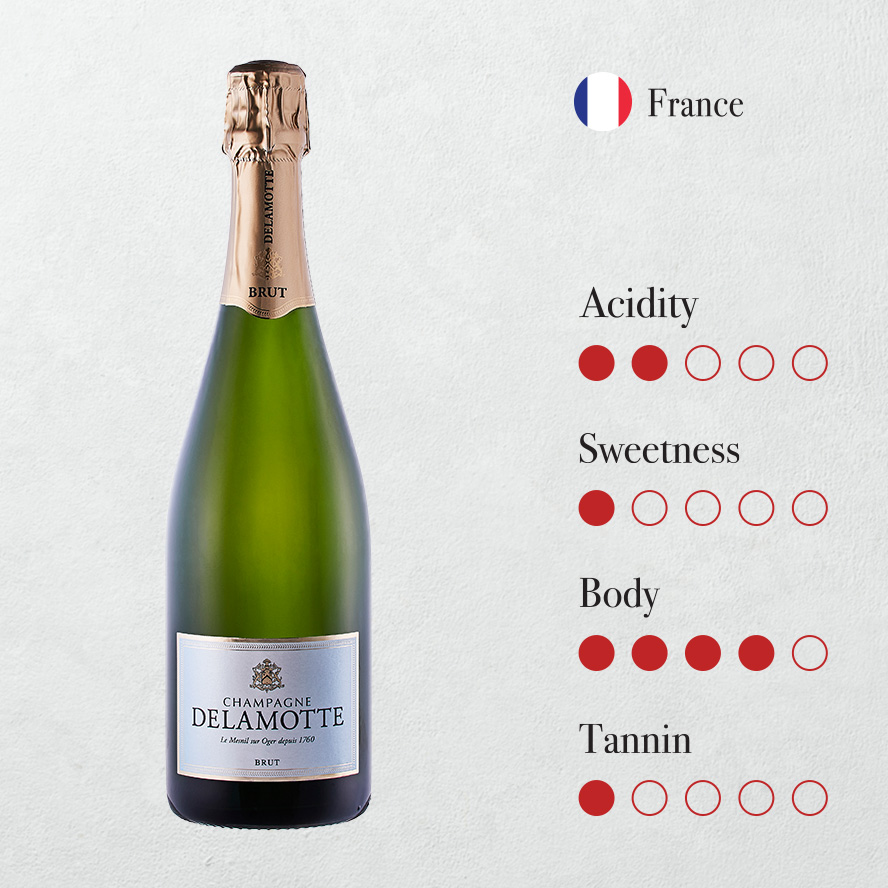 DELAMOTTE
BRUT
CHAMPAGNE
DELAMOTTE
Le Mesnil sur Oger depuis 1760
BRUT
France
Acidity
Sweetness
Body
Tannin